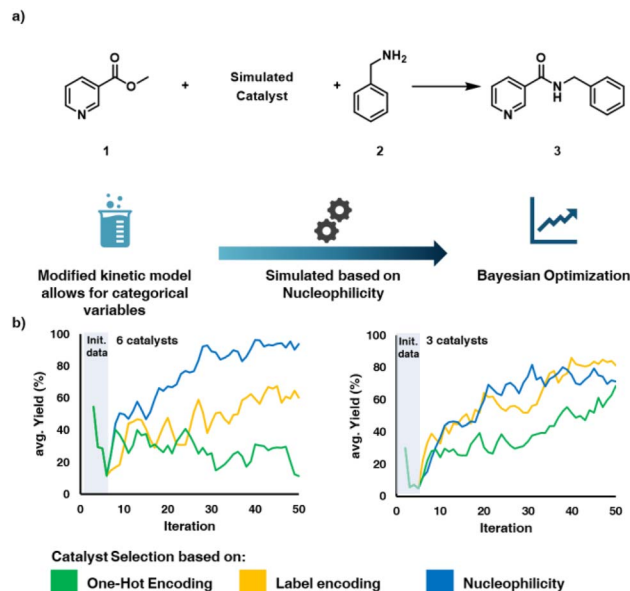 a)
O
O
N
1
+
Simulated
Catalyst
+
NH2
2
O
N
H
N
3
Modified kinetic model
allows for categorical
variables
Simulated based on
Nucleophilicity
Bayesian Optimization
b)
Init.
data
6 catalysts
avg. Yield (%)
100
80
60
40
20
0
0 10 20 30 40 50
Iteration
Init.
data
3 catalysts
avg. Yield (%)
100
80
60
40
20
0
0 10 20 30 40 50
Iteration
Catalyst Selection based on:
One-Hot Encoding Label encoding Nucleophilicity